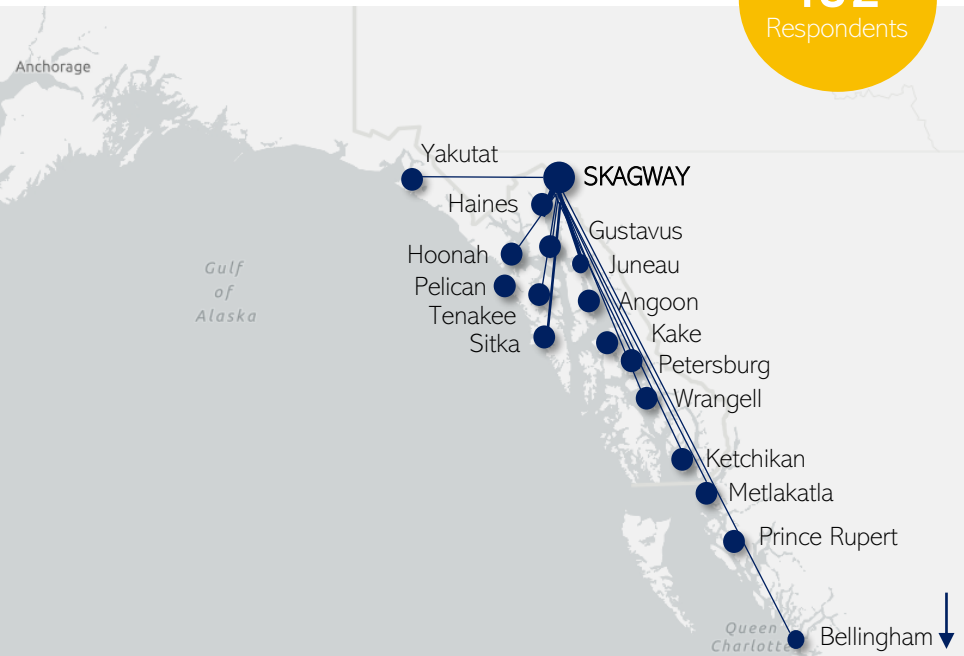 Respondents
Anchorage
Yakutat
SKAGWAY
Haines
Gustavus
Hoonah
Juneau
Gulf
of
Alaska
Pelican
Angoon
Tenakee
Kake
Sitka
Petersburg
Wrangell
Ketchikan
Metlakatla
Prince Rupert
Queen
Charlotte
Bellingham